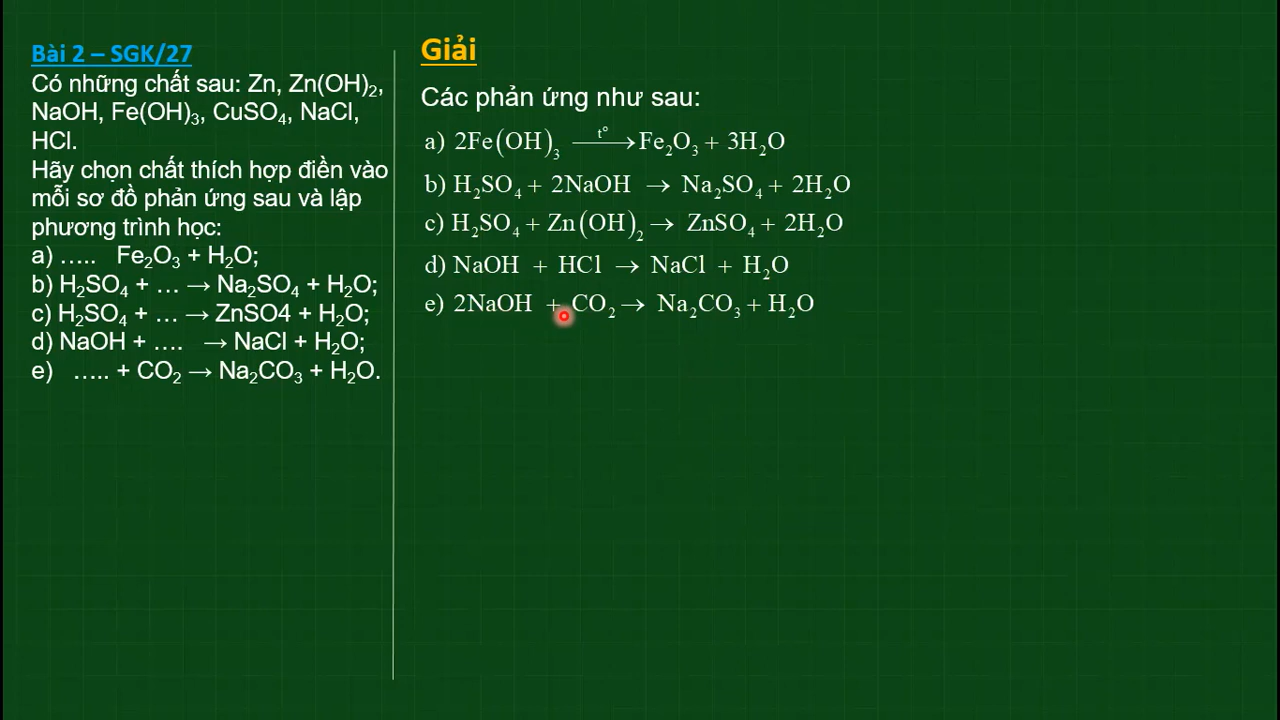 Bài 2 – SGK/27
Có những chất sau: Zn, Zn(OH)₂,
NaOH, Fe(OH)₃, CuSO₄, NaCl,
HCl.
Hãy chọn chất thích hợp điền vào
mỗi sơ đồ phản ứng sau và lập
phương trình học:
a) ..... Fe₂O₃ + H₂O;
b) H₂SO₄ + ... → Na₂SO₄ + H₂O;
c) H₂SO₄ + ... → ZnSO4 + H₂O;
d) NaOH + .... → NaCl + H₂O;
e) ..... + CO₂ → Na₂CO₃ + H₂O.
Giải
Các phản ứng như sau:
a) 2Fe(OH)₃ —t°→ Fe₂O₃ + 3H₂O
b) H₂SO₄ + 2NaOH → Na₂SO₄ + 2H₂O
c) H₂SO₄ + Zn(OH)₂ → ZnSO₄ + 2H₂O
d) NaOH + HCl → NaCl + H₂O
e) 2NaOH + CO₂ → Na₂CO₃ + H₂O